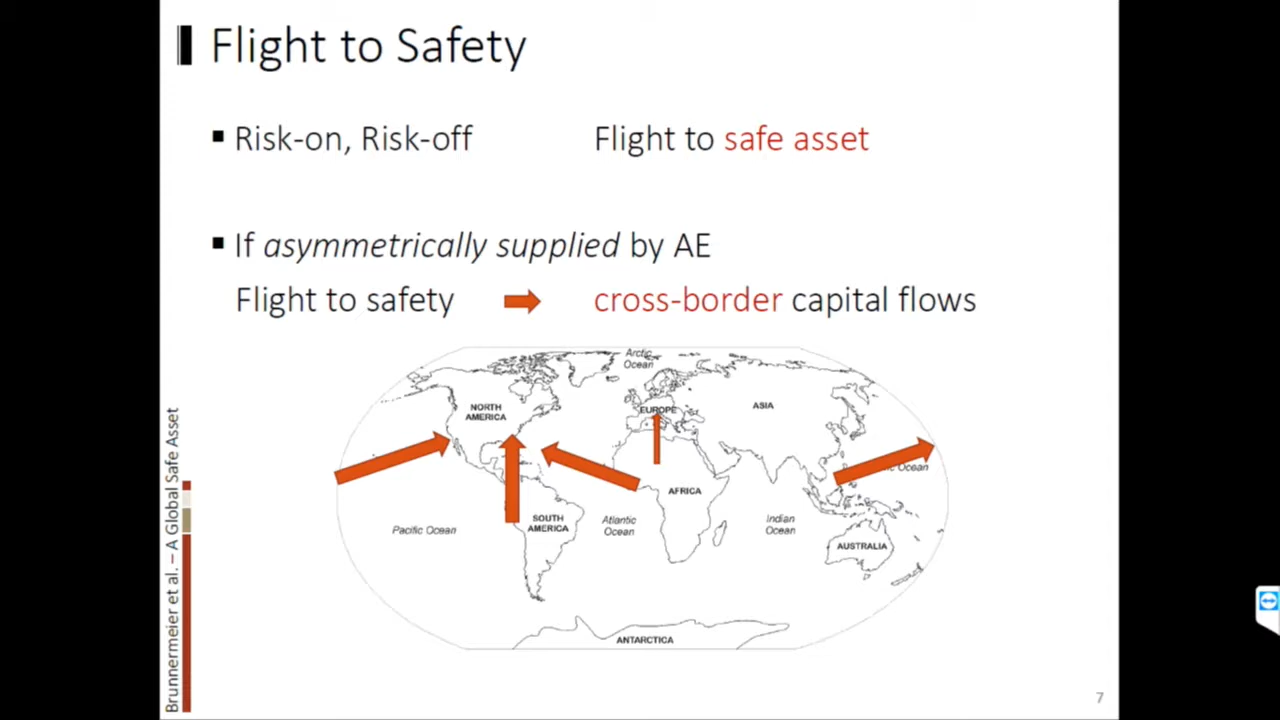 Flight to Safety
Risk-on, Risk-off Flight to safe asset
If asymmetrically supplied by AE
Flight to safety cross-border capital flows
Arctic
Ocean
NORTH
AMERICA
EUROPE
ASIA
Ocean
AFRICA
SOUTH
AMERICA
Pacific Ocean
Atlantic
Ocean
Indian
Ocean
AUSTRALIA
ANTARCTICA
Brunnermeier et al. – A Global Safe Asset
7